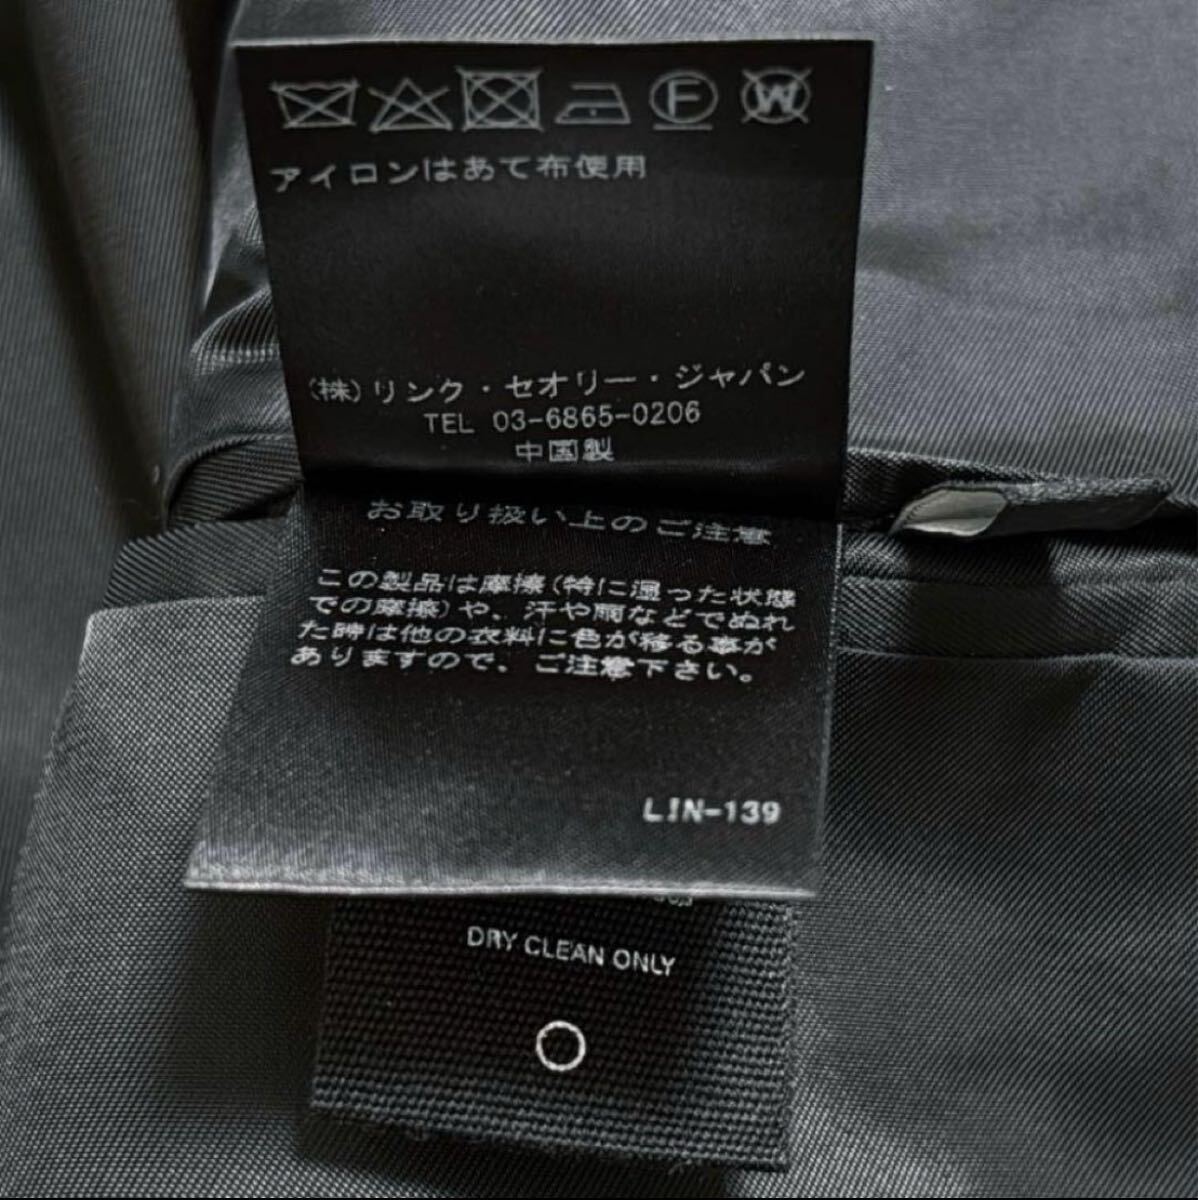 F W
アイロンはあて布使用
(株)リンク・セオリー・ジャパン
TEL 03-6865-0206
中国製
お取り扱い上のご注意
この製品は摩擦(特に湿った状態
での摩擦)や、汗や雨などでぬれ
た時は他の衣料に色が移る事が
ありますので、ご注意下さい。
LIN-139
DRY CLEAN ONLY